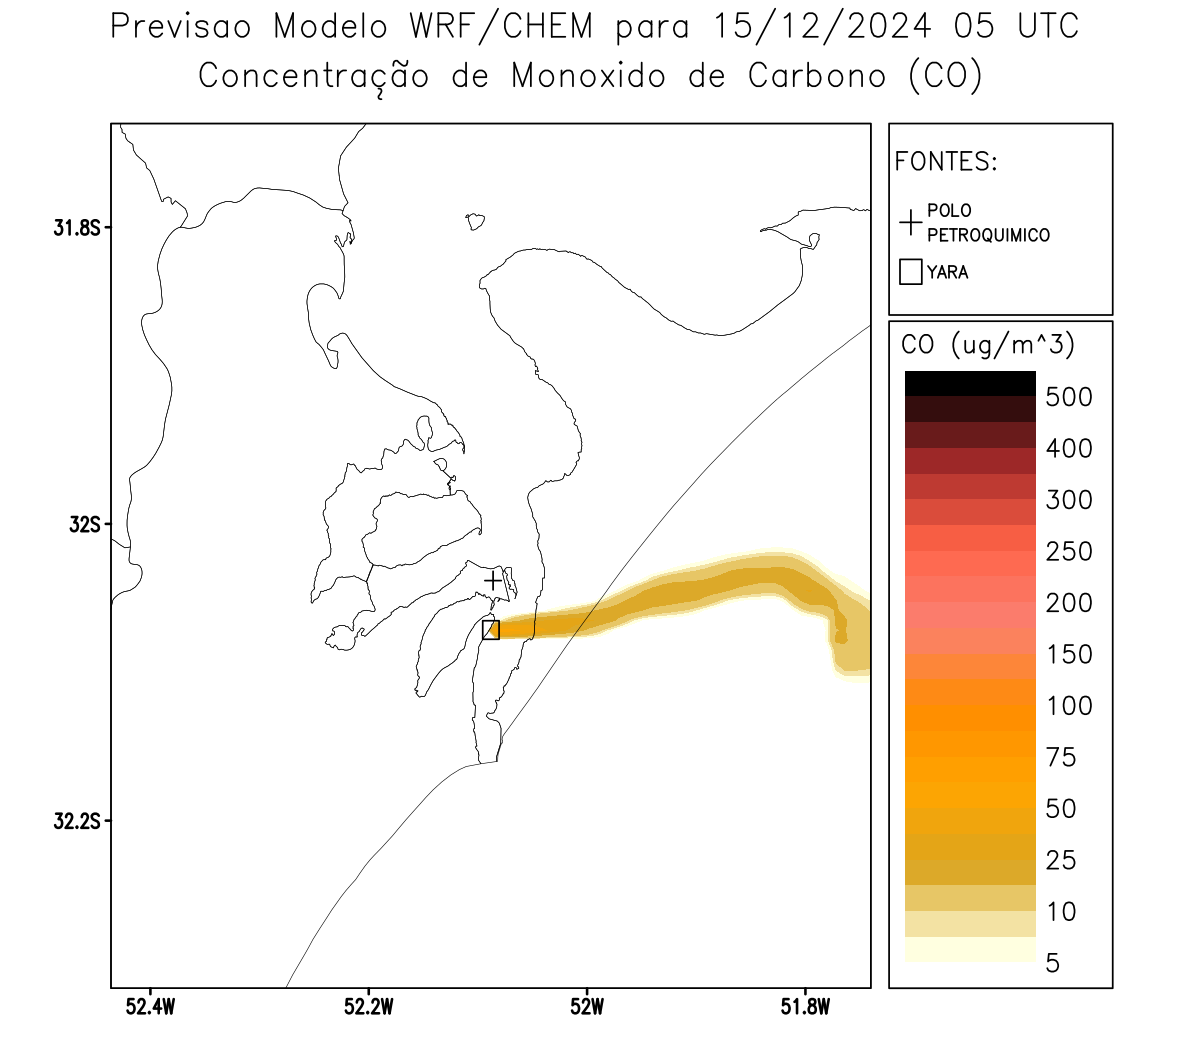 Previsao Modelo WRF/CHEM para 15/12/2024 05 UTC
Concentração de Monoxido de Carbono (CO)
FONTES:
POLO
PETROQUIMICO
YARA
CO (ug/m^3)
500
400
300
250
200
150
100
75
50
25
10
5
31.8S
32S
32.2S
52.4W
52.2W
52W
51.8W